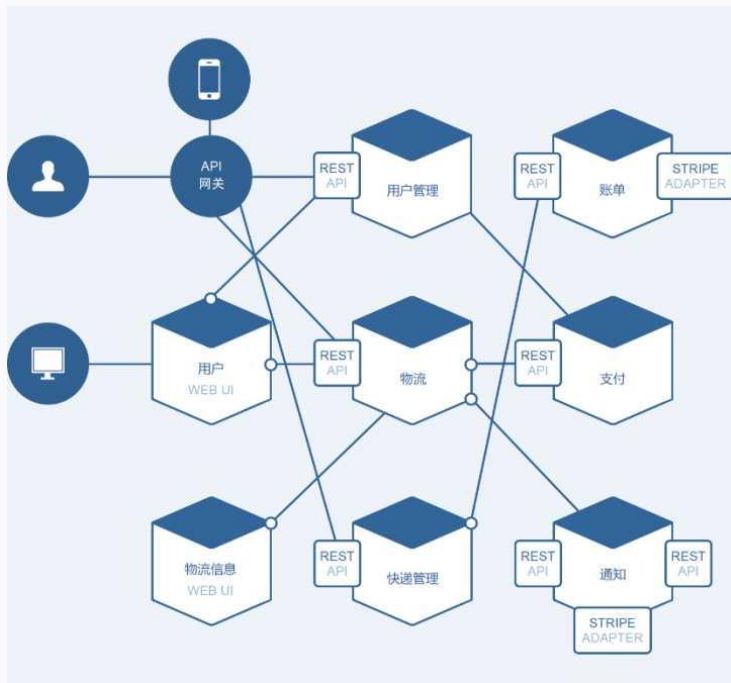 API
网关
REST
API
用户管理
REST
API
账单
STRIPE
ADAPTER
用户
WEB UI
REST
API
物流
REST
API
支付
物流信息
WEB UI
REST
API
快递管理
REST
API
通知
REST
API
STRIPE
ADAPTER